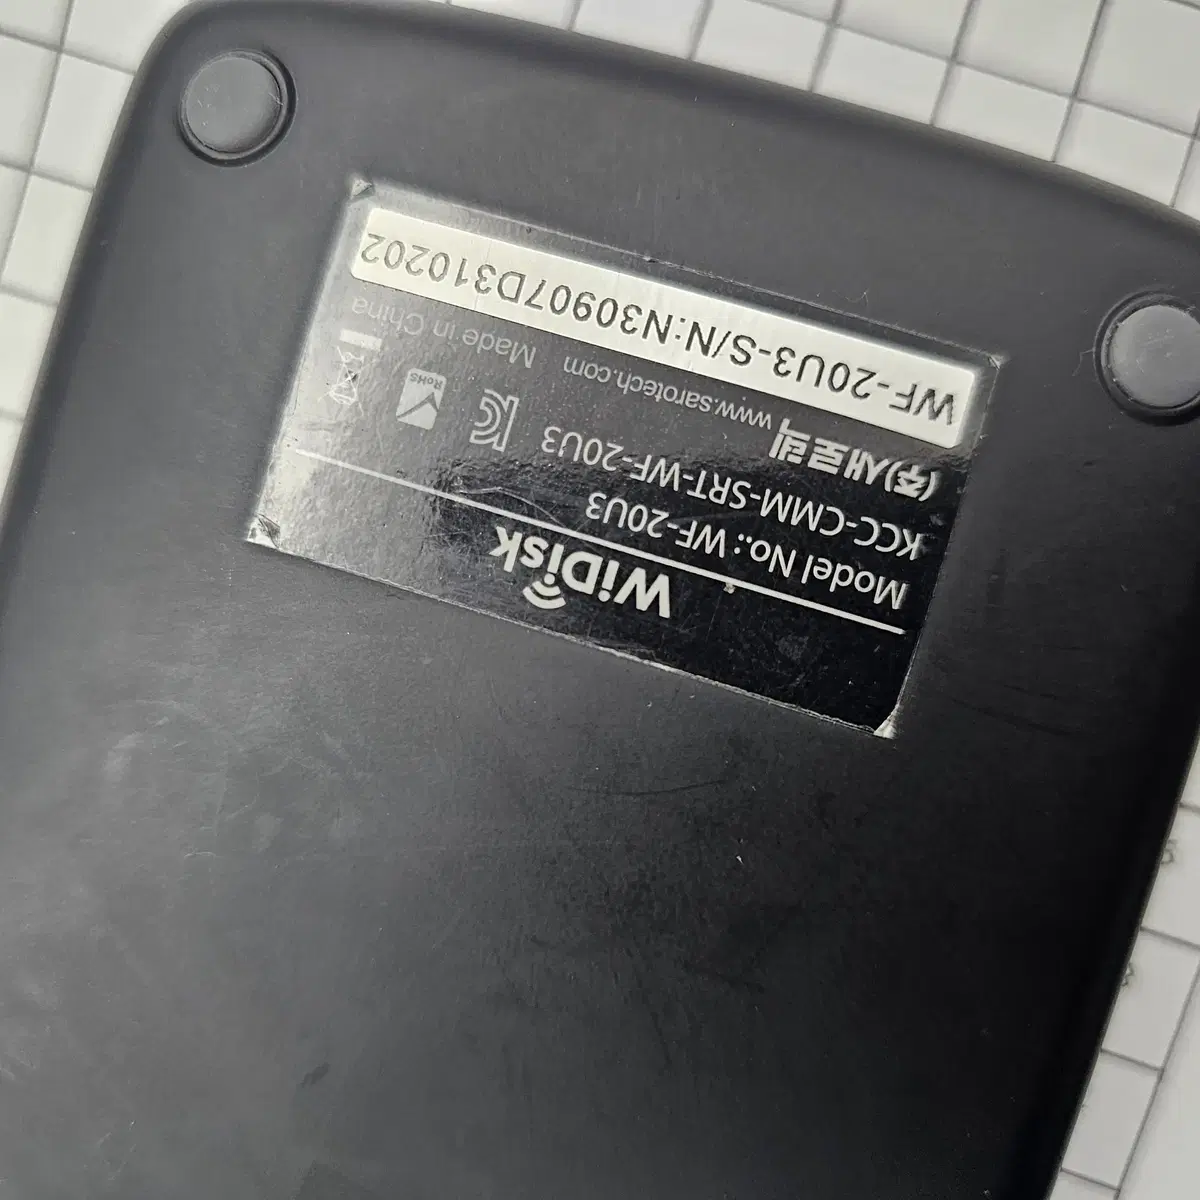 WiDisk
Model No.: WF-20U3
KCC-CMM-SRT-WF-20U3
RoHS
(주)새로텍 www.sarotech.com Made in China
WF-20U3-S/N:N30907D310202